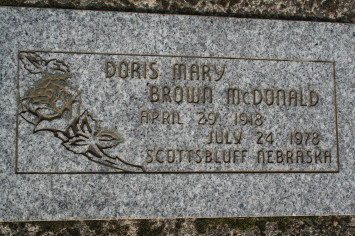 DORIS MARY
BROWN McDONALD
APRIL 29 1918
JULY 24 1978
SCOTTSBLUFF NEBRASKA